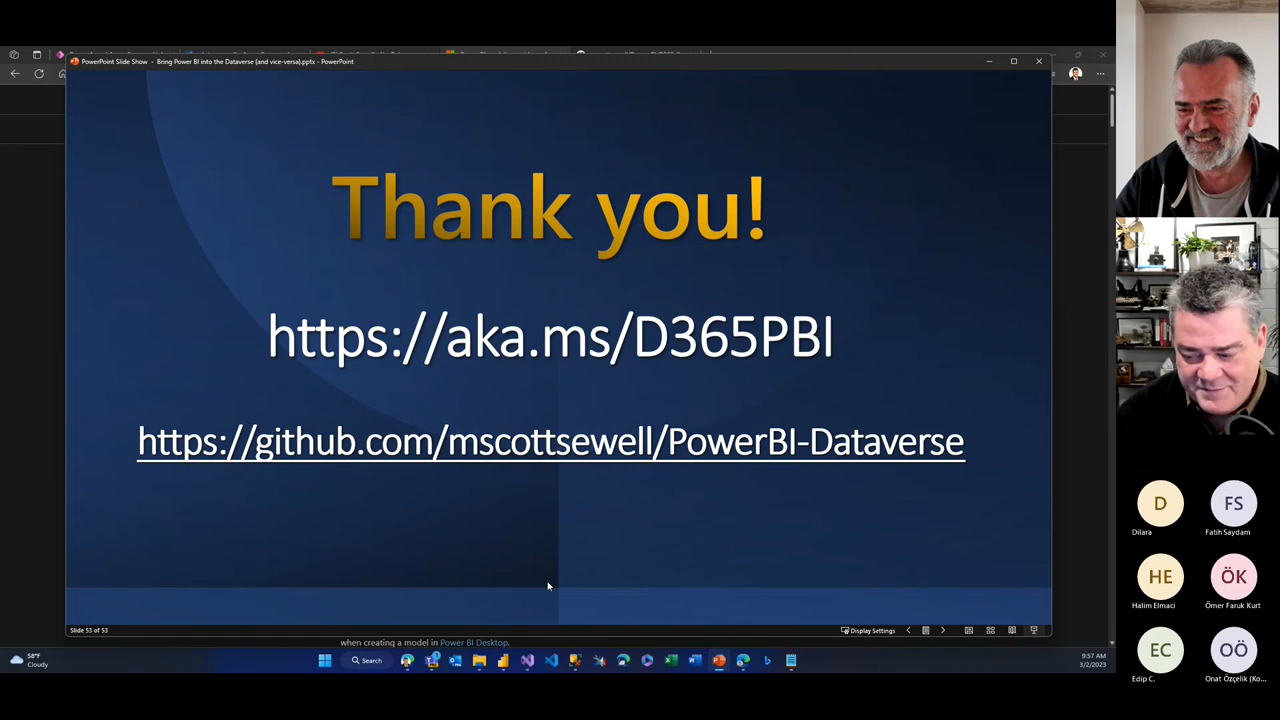 PowerPoint Slide Show - Bring Power BI into the Dataverse (and vice-versa).pptx - PowerPoint
Thank you!
https://aka.ms/D365PBI
https://github.com/mscottsewell/PowerBI-Dataverse
Slide 53 of 53
Display Settings
when creating a model in Power BI Desktop.
58°F
Cloudy
Search
9:57 AM
3/2/2023
D
Dilara
FS
Fatih Saydam
HE
Halim Elmaci
ÖK
Ömer Faruk Kurt
EC
Edip C.
OÖ
Onat Özçelik (Ko...